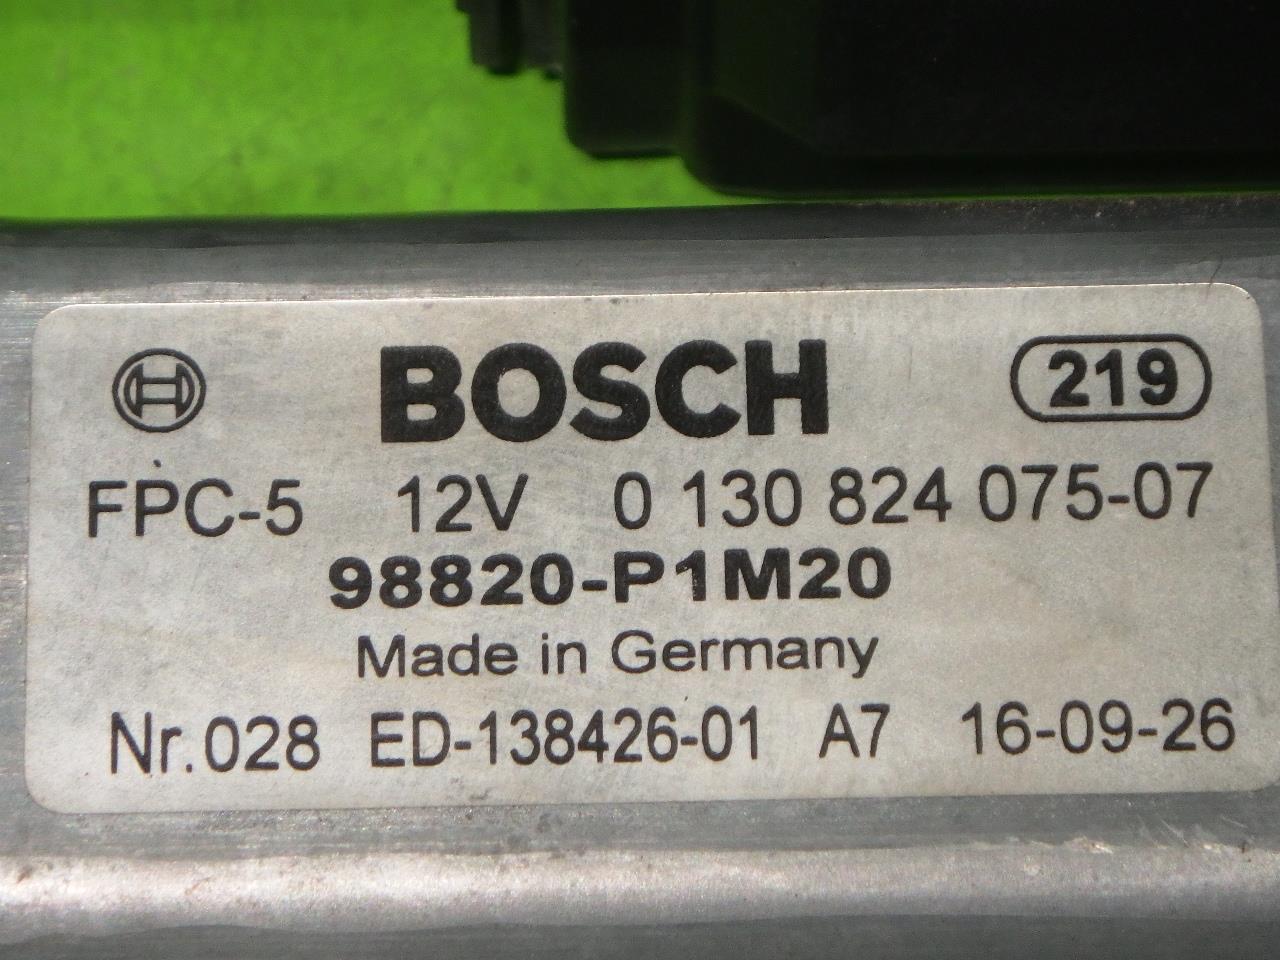 BOSCH 219
FPC-5 12V 0 130 824 075-07
98820-P1M20
Made in Germany
Nr.028 ED-138426-01 A7 16-09-26